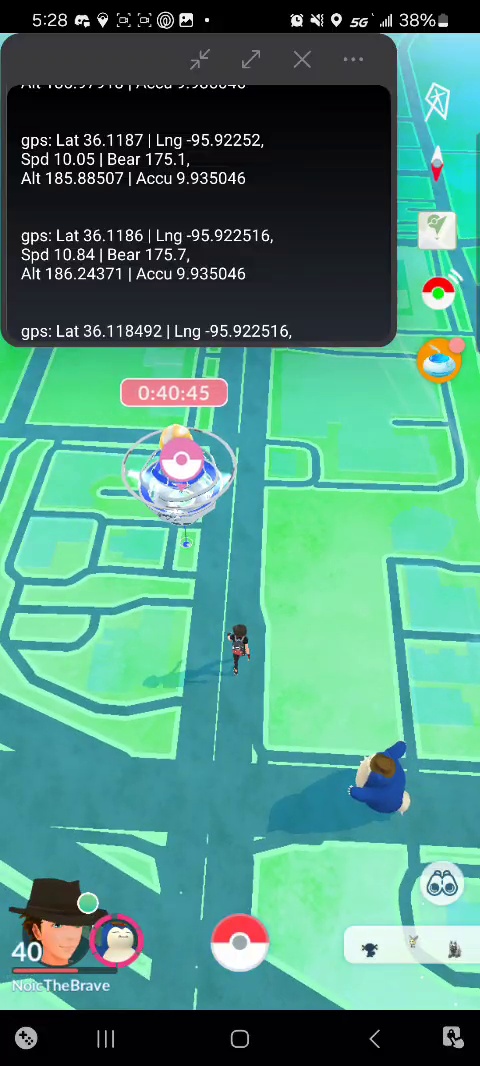 5:28
5G
38%
gps: Lat 36.1187 | Lng -95.92252,
Spd 10.05 | Bear 175.1,
Alt 185.88507 | Accu 9.935046
gps: Lat 36.1186 | Lng -95.922516,
Spd 10.84 | Bear 175.7,
Alt 186.24371 | Accu 9.935046
gps: Lat 36.118492 | Lng -95.922516,
0:40:45
40
NoicTheBrave